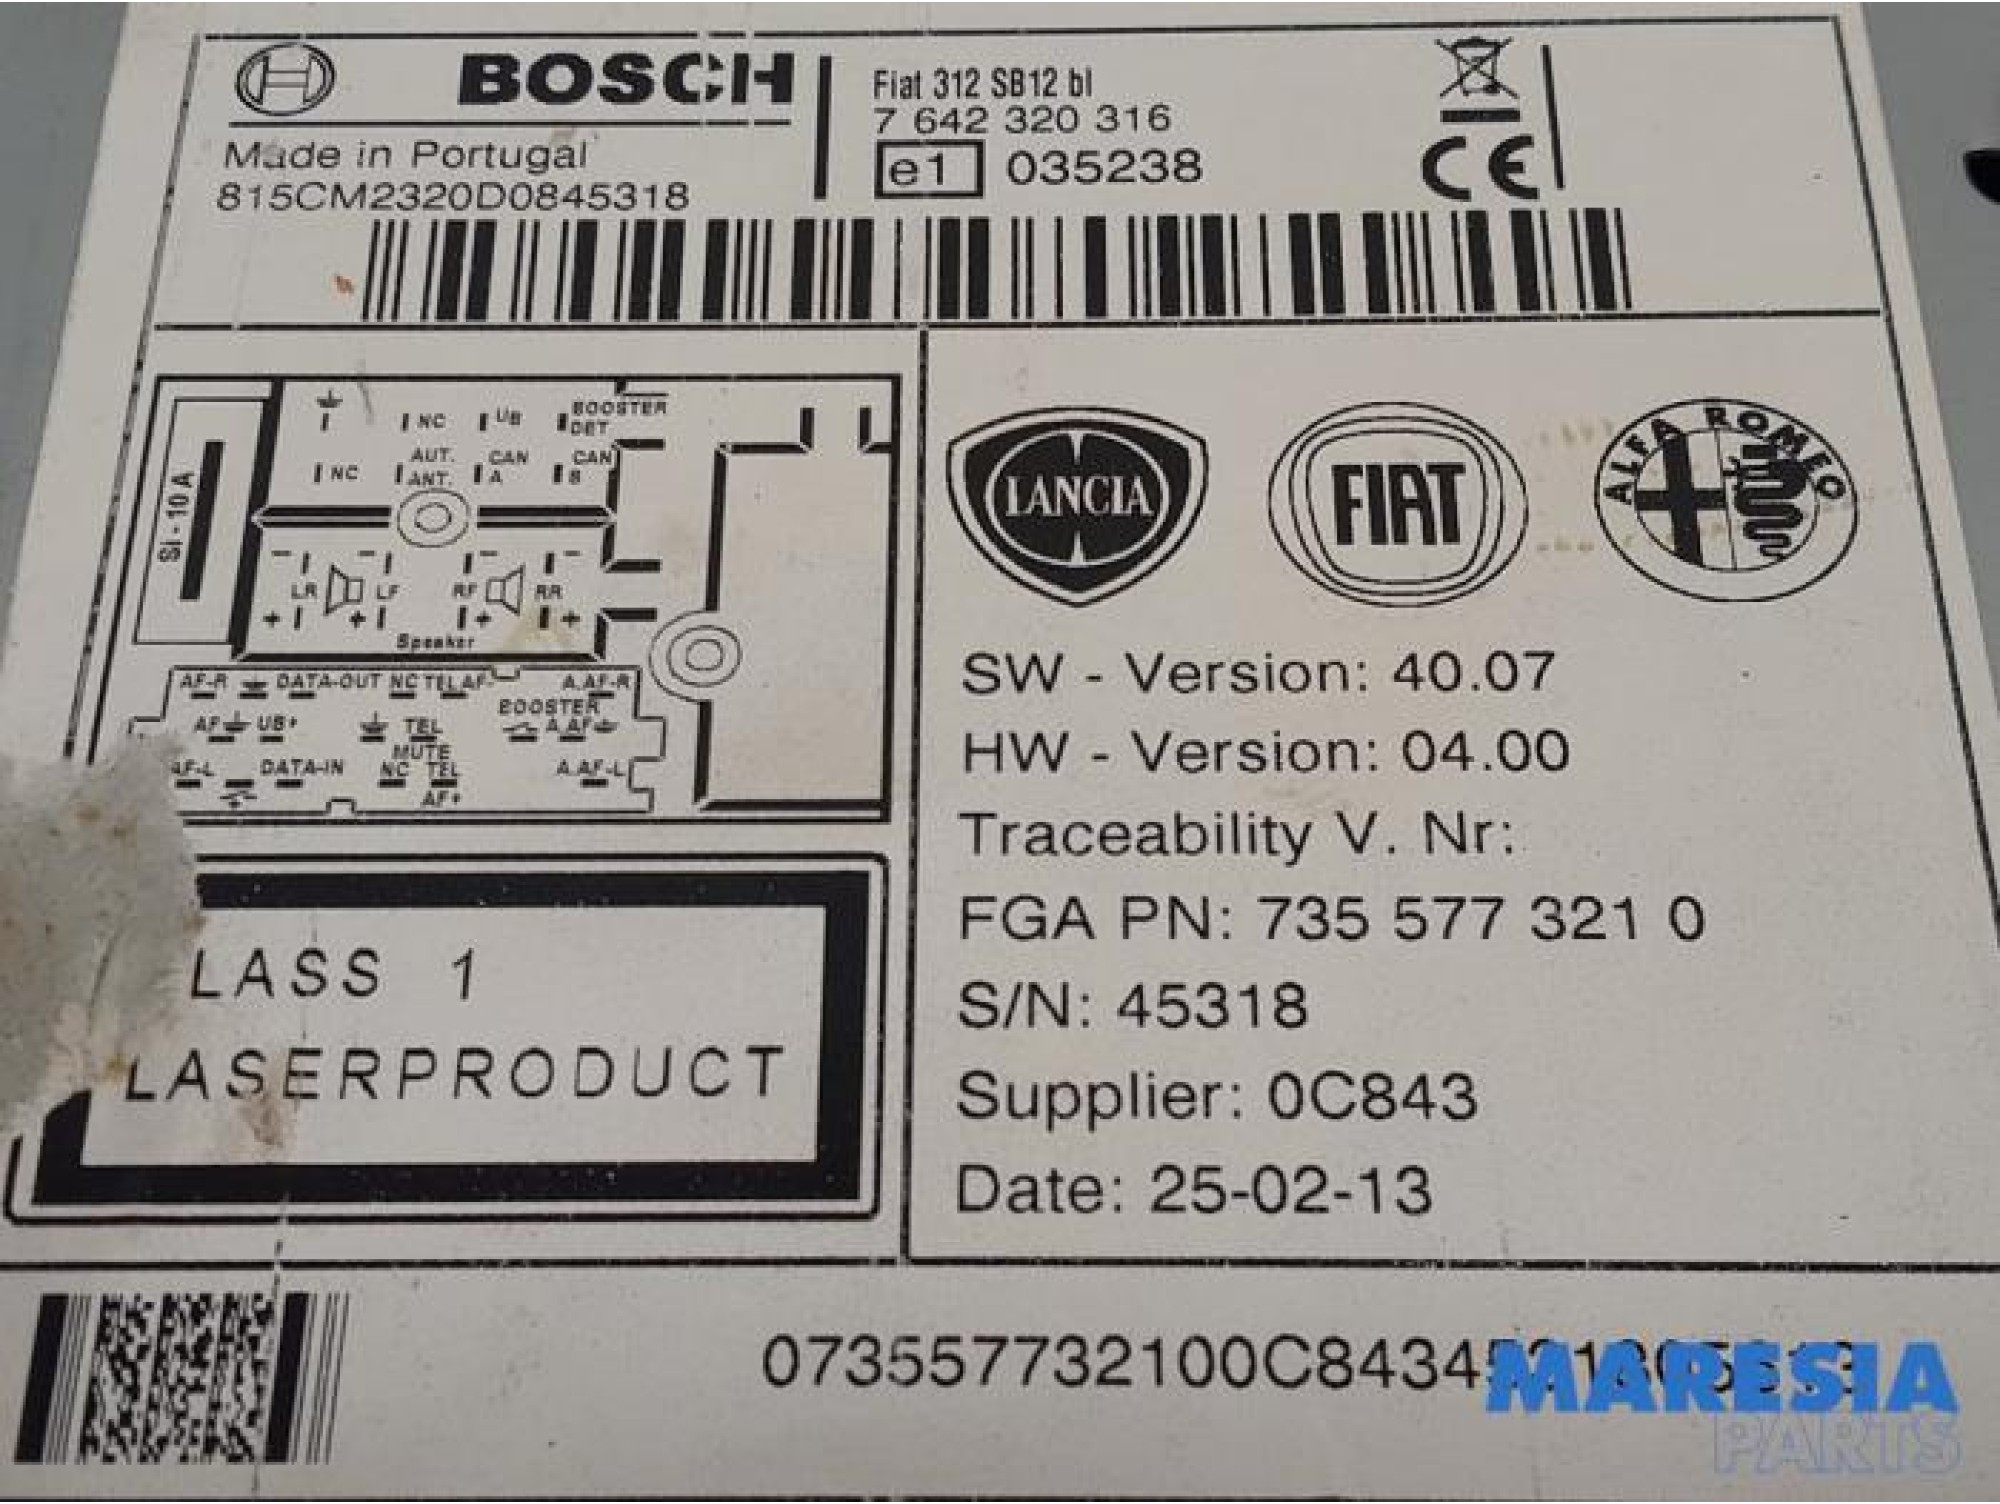 BOSCH
Fiat 312 SB12 bl
7 642 320 316
Made in Portugal
e1 035238
CE
815CM2320D0845318
NC UB BOOSTER DET
NC AUT. ANT. CAN A CAN B
Si - 10 A
- - - -
LR LF RF RR
+ + + +
Speaker
AF-R DATA-OUT NC TEL AF- A.AF-R
BOOSTER
AF UB+ TEL MUTE A.AF
AF-L DATA-IN NC TEL AF+ A.AF-L
LANCIA
FIAT
ALFA ROMEO
SW - Version: 40.07
HW - Version: 04.00
Traceability V. Nr:
FGA PN: 735 577 321 0
S/N: 45318
Supplier: 0C843
Date: 25-02-13
LASS 1
LASERPRODUCT
MARESIA
PARTS